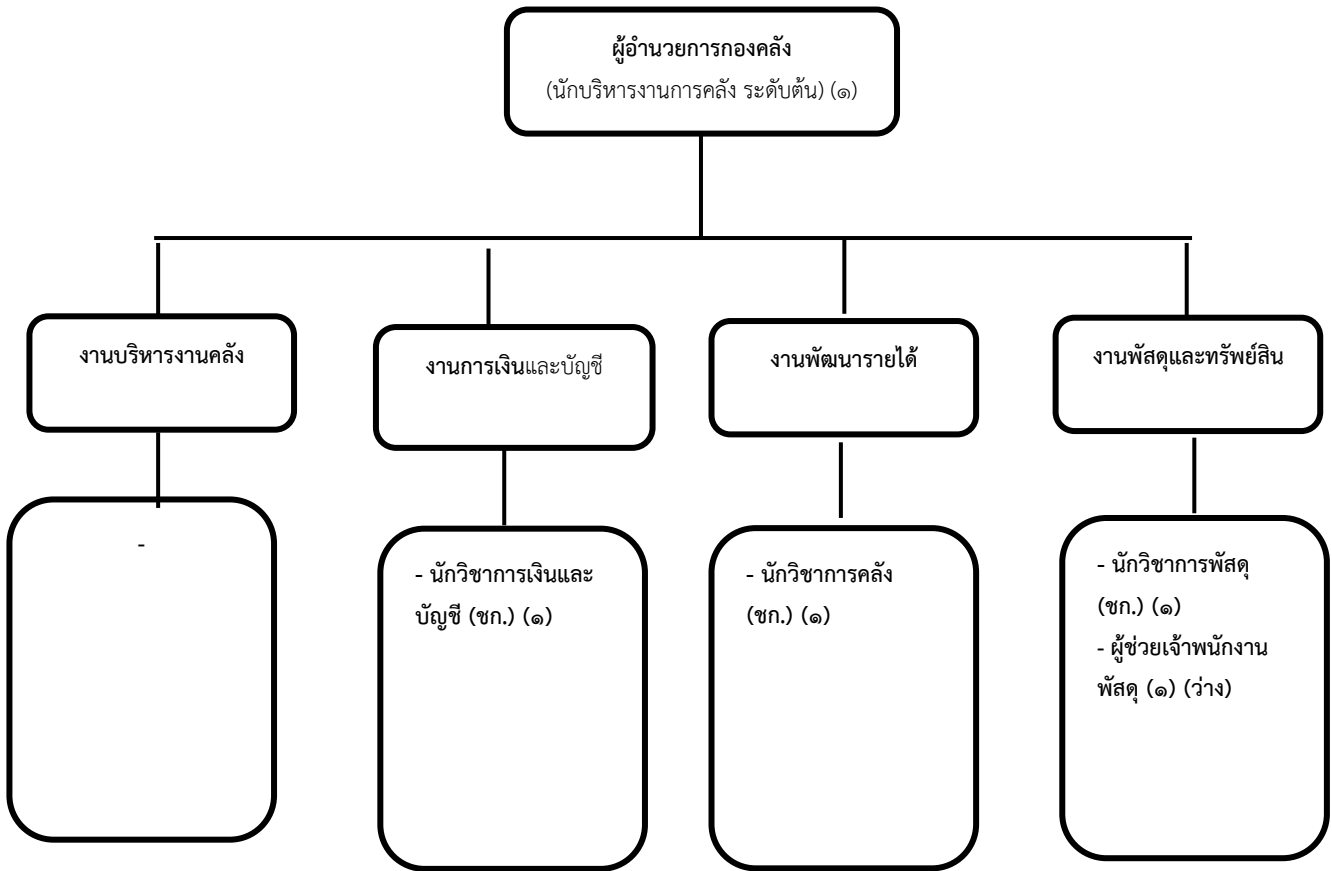 ผู้อำนวยการกองคลัง
(นักบริหารงานการคลัง ระดับต้น) (๑)
งานบริหารงานคลัง
งานการเงินและบัญชี
งานพัฒนารายได้
งานพัสดุและทรัพย์สิน
-
- นักวิชาการเงินและ
บัญชี (ชก.) (๑)
- นักวิชาการคลัง
(ชก.) (๑)
- นักวิชาการพัสดุ
(ชก.) (๑)
- ผู้ช่วยเจ้าพนักงาน
พัสดุ (๑) (ว่าง)